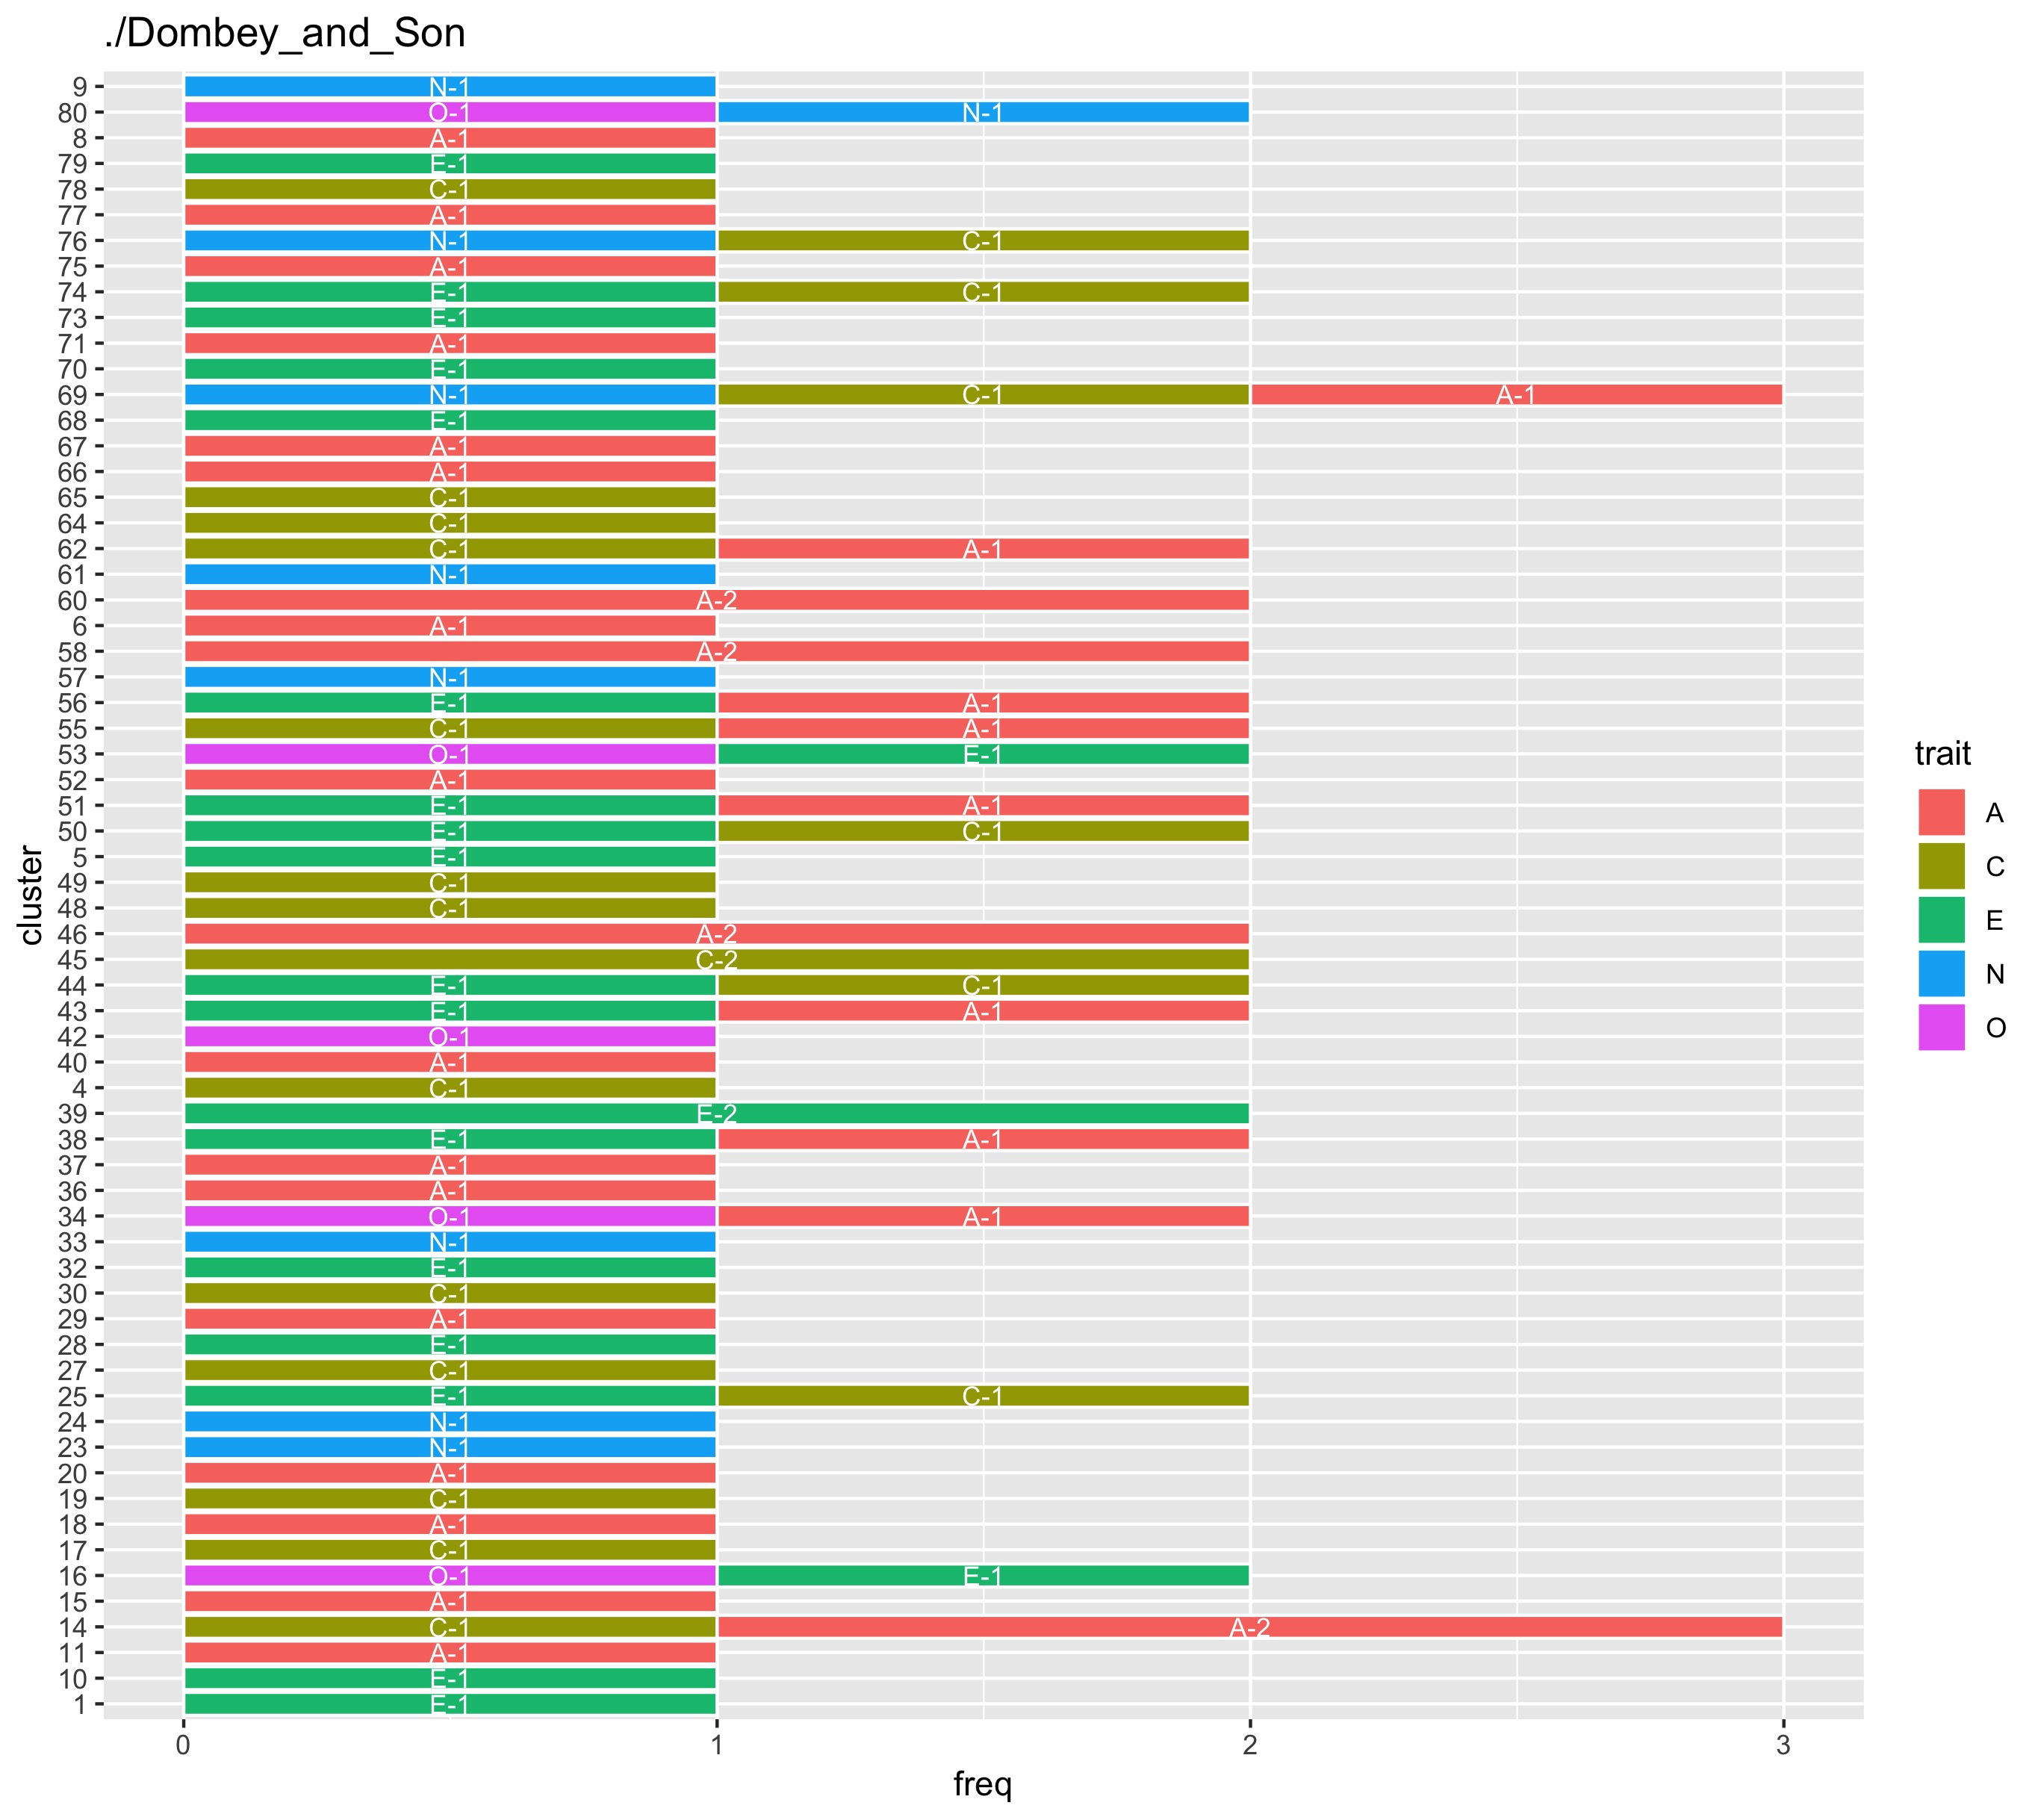 ./Dombey_and_Son
9 N-1
80 O-1 N-1
8 A-1
79 E-1
78 C-1
77 A-1
76 N-1 C-1
75 A-1
74 E-1 C-1
73 E-1
71 A-1
70 E-1
69 N-1 C-1 A-1
68 E-1
67 A-1
66 A-1
65 C-1
64 C-1
62 C-1 A-1
61 N-1
60 A-2
6 A-1
58 A-2
57 N-1
56 E-1 A-1
55 C-1 A-1
53 O-1 E-1
52 A-1
51 E-1 A-1
50 E-1 C-1
5 E-1
49 C-1
48 C-1
46 A-2
45 C-2
44 E-1 C-1
43 E-1 A-1
42 O-1
40 A-1
4 C-1
39 E-2
38 E-1 A-1
37 A-1
36 A-1
34 O-1 A-1
33 N-1
32 E-1
30 C-1
29 A-1
28 E-1
27 C-1
25 E-1 C-1
24 N-1
23 N-1
20 A-1
19 C-1
18 A-1
17 C-1
16 O-1 E-1
15 A-1
14 C-1 A-2
11 A-1
10 E-1
1 E-1
0 1 2 3
freq
cluster
trait
A
C
E
N
O